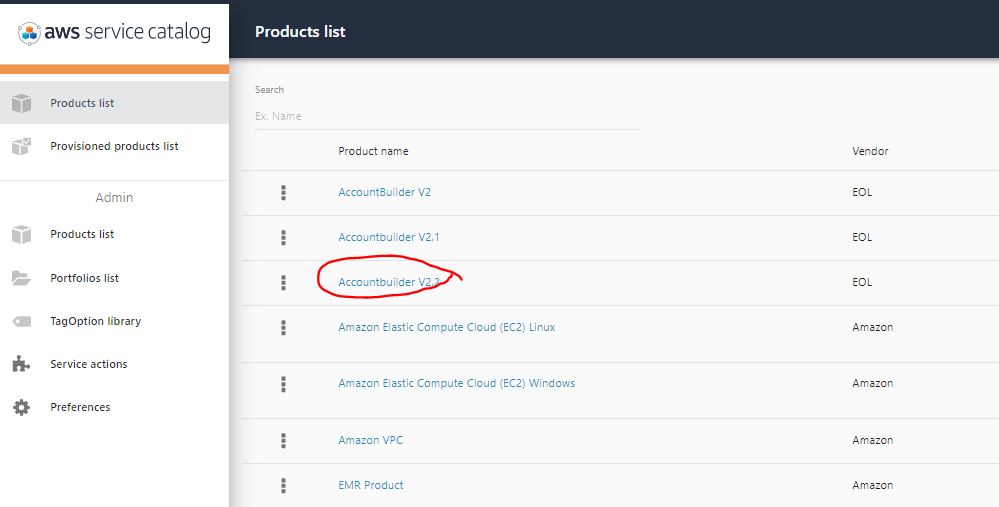 aws service catalog
Products list
Products list
Provisioned products list
Admin
Products list
Portfolios list
TagOption library
Service actions
Preferences
Search
Ex. Name
Product name Vendor
AccountBuilder V2 EOL
Accountbuilder V2.1 EOL
Accountbuilder V2.2 EOL
Amazon Elastic Compute Cloud (EC2) Linux Amazon
Amazon Elastic Compute Cloud (EC2) Windows Amazon
Amazon VPC Amazon
EMR Product Amazon